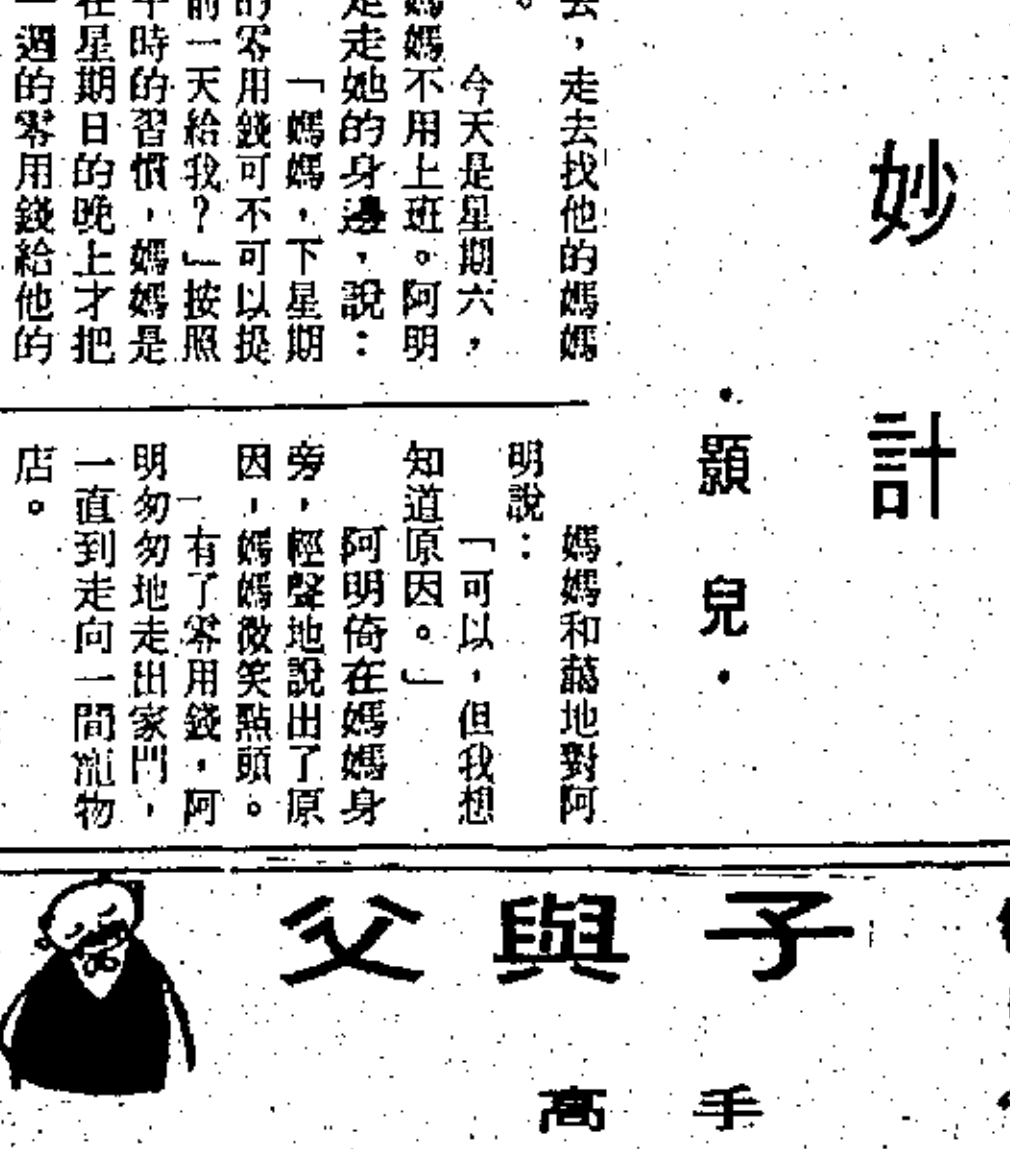 妙計
·顥兒·
去,走去找他的媽媽
。
今天是星期六,
媽媽不用上班。阿明
走走她的身邊,說:
「媽媽,下星期
的零用錢可不可以提
前一天給我?」按照
平時的習慣,媽媽是
在星期日的晚上才把
一週的零用錢給他的
媽媽和藹地對阿
明說:
「可以,但我想
知道原因。」
阿明倚在媽媽身
旁,輕聲地說出了原
因,媽媽微笑點頭。
有了零用錢,阿
明匆匆地走出家門,
一直到走向一間寵物
店。
父與子
高手